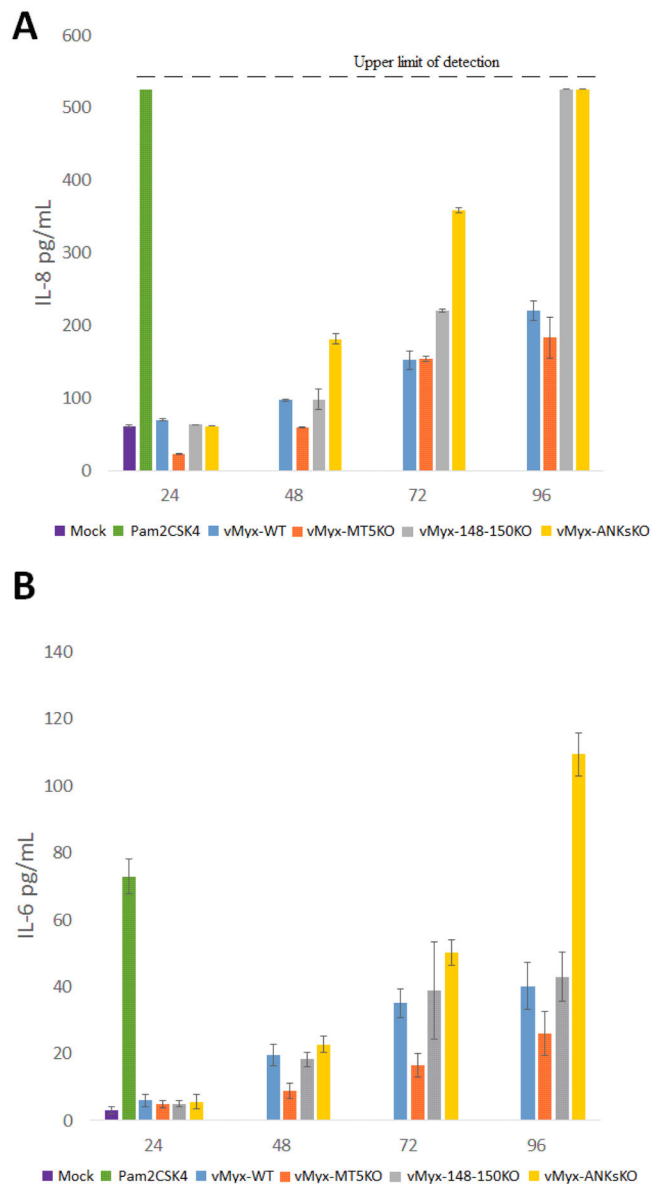 A
600
Upper limit of detection
500
400
300
200
100
0
IL-8 pg/mL
24 48 72 96
Mock Pam2CSK4 vMyx-WT vMyx-MT5KO vMyx-148-150KO vMyx-ANKsKO
B
140
120
100
80
60
40
20
0
IL-6 pg/mL
24 48 72 96
Mock Pam2CSK4 vMyx-WT vMyx-MT5KO vMyx-148-150KO vMyx-ANKsKO